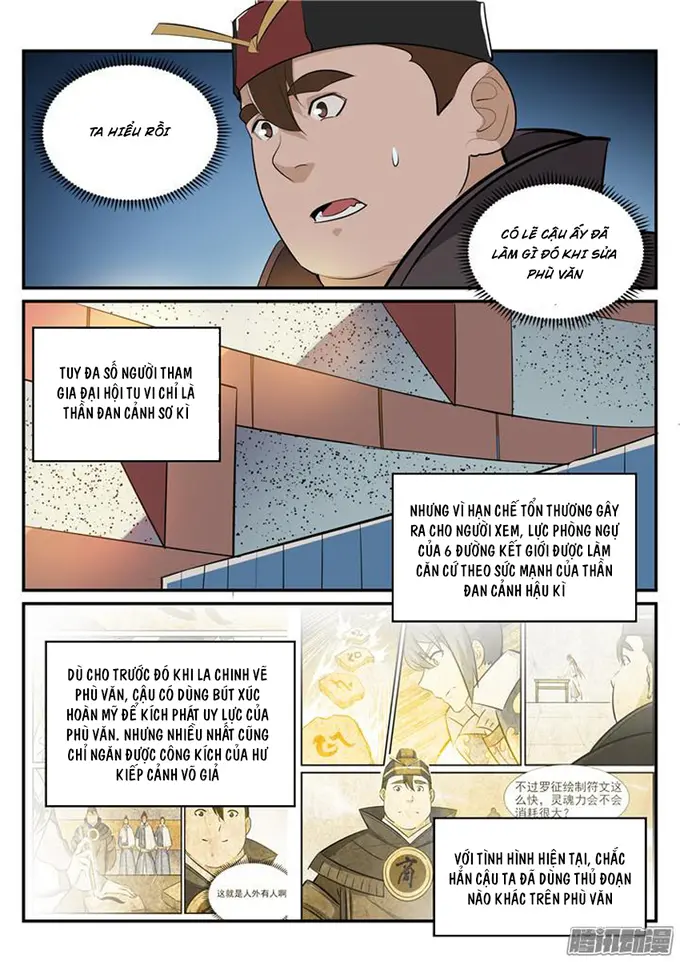 TA HIỂU RỒI
CÓ LẼ CẬU ẤY ĐÃ
LÀM GÌ ĐÓ KHI SỬA
PHÙ VĂN
TUY ĐA SỐ NGƯỜI THAM
GIA ĐẠI HỘI TU VI CHỈ LÀ
THẦN ĐAN CẢNH SƠ KÌ
NHƯNG VÌ HẠN CHẾ TỔN THƯƠNG GÂY
RA CHO NGƯỜI XEM, LỰC PHÒNG NGỰ
CỦA 6 ĐƯỜNG KẾT GIỚI ĐƯỢC LÀM
CĂN CỨ THEO SỨC MẠNH CỦA THẦN
ĐAN CẢNH HẬU KÌ
DÙ CHO TRƯỚC ĐÓ KHI LA CHINH VẼ
PHÙ VĂN, CẬU CÓ DÙNG BÚT XÚC
HOÀN MỸ ĐỂ KÍCH PHÁT UY LỰC CỦA
PHÙ VĂN. NHƯNG NHIỀU NHẤT CŨNG
CHỈ NGĂN ĐƯỢC CÔNG KÍCH CỦA HƯ
KIẾP CẢNH VÕ GIẢ
不过罗征绘制符文这
么快，灵魂力会不会
消耗很大？
商
这就是人外有人啊
VỚI TÌNH HÌNH HIỆN TẠI, CHẮC
HẲN CẬU TA ĐÃ DÙNG THỦ ĐOẠN
NÀO KHÁC TRÊN PHÙ VĂN
腾讯动漫